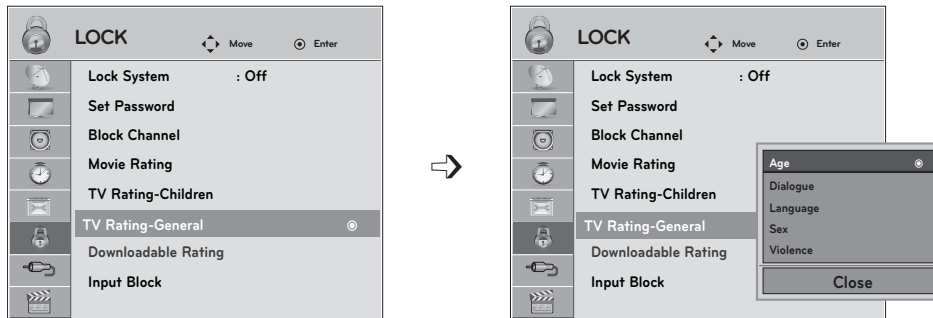 LOCK Move Enter
Lock System : Off
Set Password
Block Channel
Movie Rating
TV Rating-Children
TV Rating-General
Downloadable Rating
Input Block
LOCK Move Enter
Lock System : Off
Set Password
Block Channel
Movie Rating
TV Rating-Children
TV Rating-General
Downloadable Rating
Input Block
Age
Dialogue
Language
Sex
Violence
Close